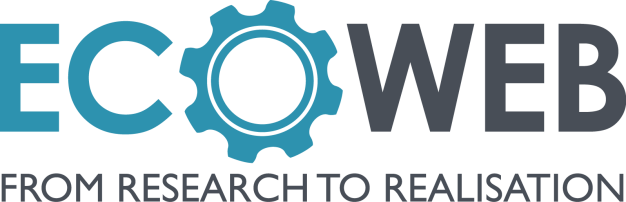 ECOWEB
FROM RESEARCH TO REALISATION